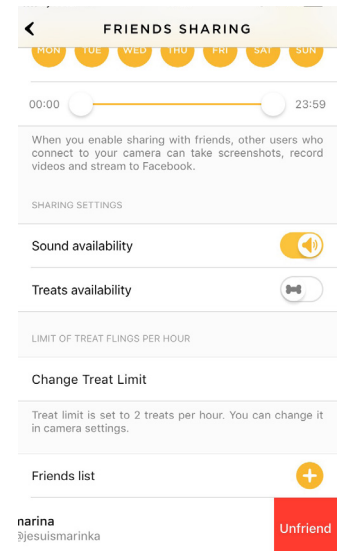 FRIENDS SHARING
MON TUE WED THU FRI SAT SUN
00:00 23:59
When you enable sharing with friends, other users who
connect to your camera can take screenshots, record
videos and stream to Facebook.
SHARING SETTINGS
Sound availability
Treats availability
LIMIT OF TREAT FLINGS PER HOUR
Change Treat Limit
Treat limit is set to 2 treats per hour. You can change it
in camera settings.
Friends list
marina
@jesuismarinka
Unfriend